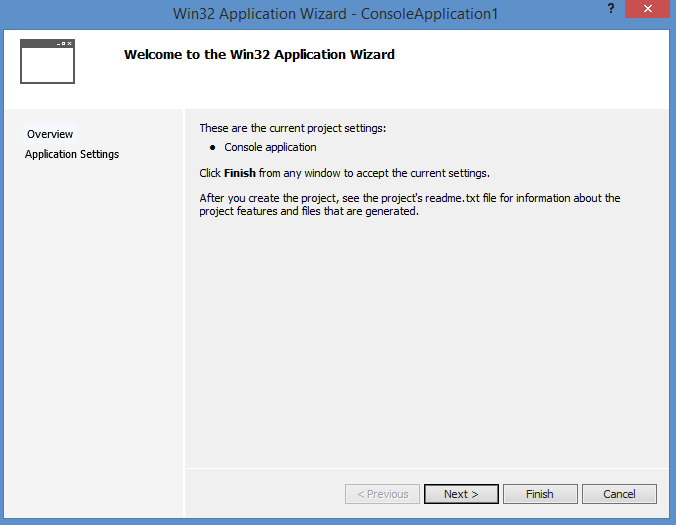 Win32 Application Wizard - ConsoleApplication1
?
Welcome to the Win32 Application Wizard
Overview
Application Settings
These are the current project settings:
● Console application
Click Finish from any window to accept the current settings.
After you create the project, see the project's readme.txt file for information about the
project features and files that are generated.
< Previous
Next >
Finish
Cancel